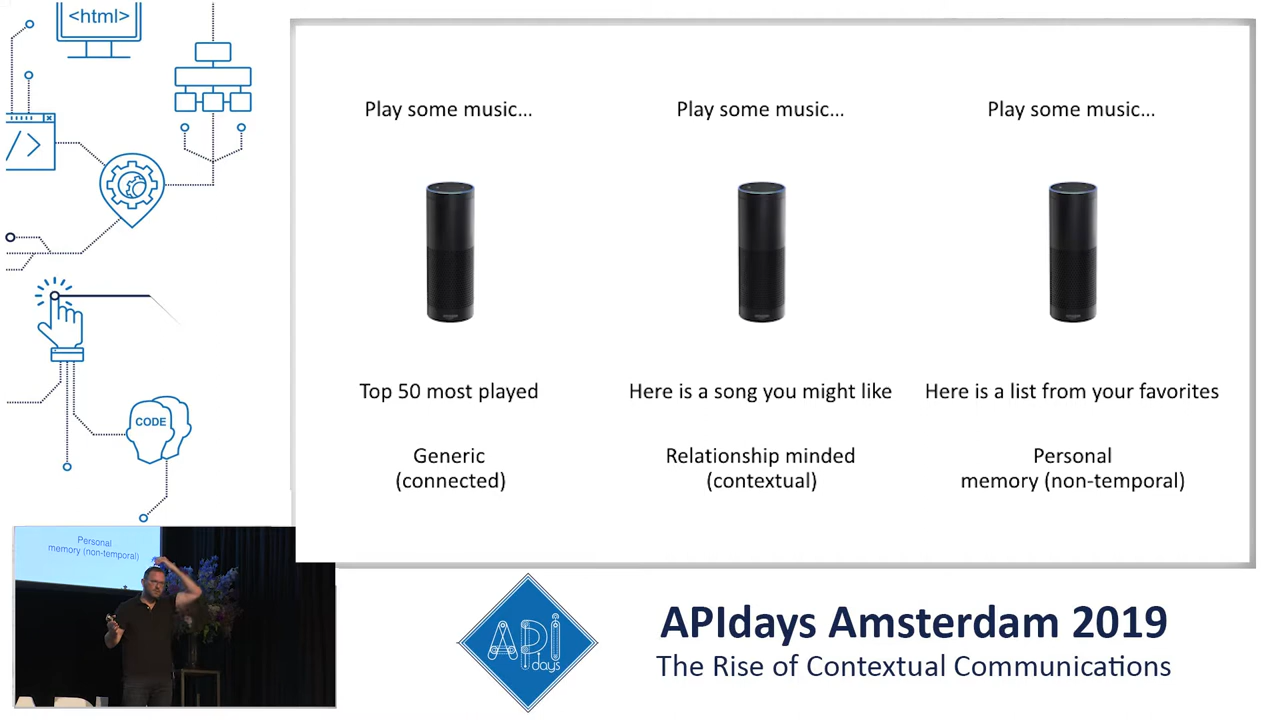 <html>
Play some music...
Play some music...
Play some music...
Top 50 most played
Here is a song you might like
Here is a list from your favorites
Generic
(connected)
Relationship minded
(contextual)
Personal
memory (non-temporal)
</>
CODE
Personal
memory (non-temporal)
API
days
APIdays Amsterdam 2019
The Rise of Contextual Communications